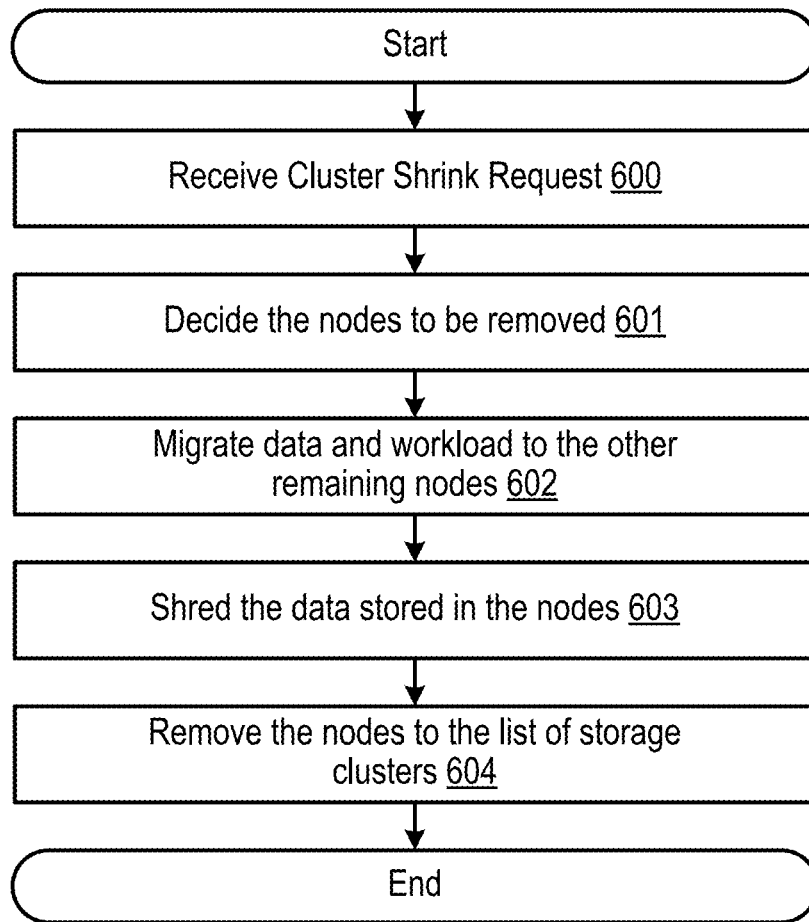 Start
Receive Cluster Shrink Request 600
Decide the nodes to be removed 601
Migrate data and workload to the other
remaining nodes 602
Shred the data stored in the nodes 603
Remove the nodes to the list of storage
clusters 604
End